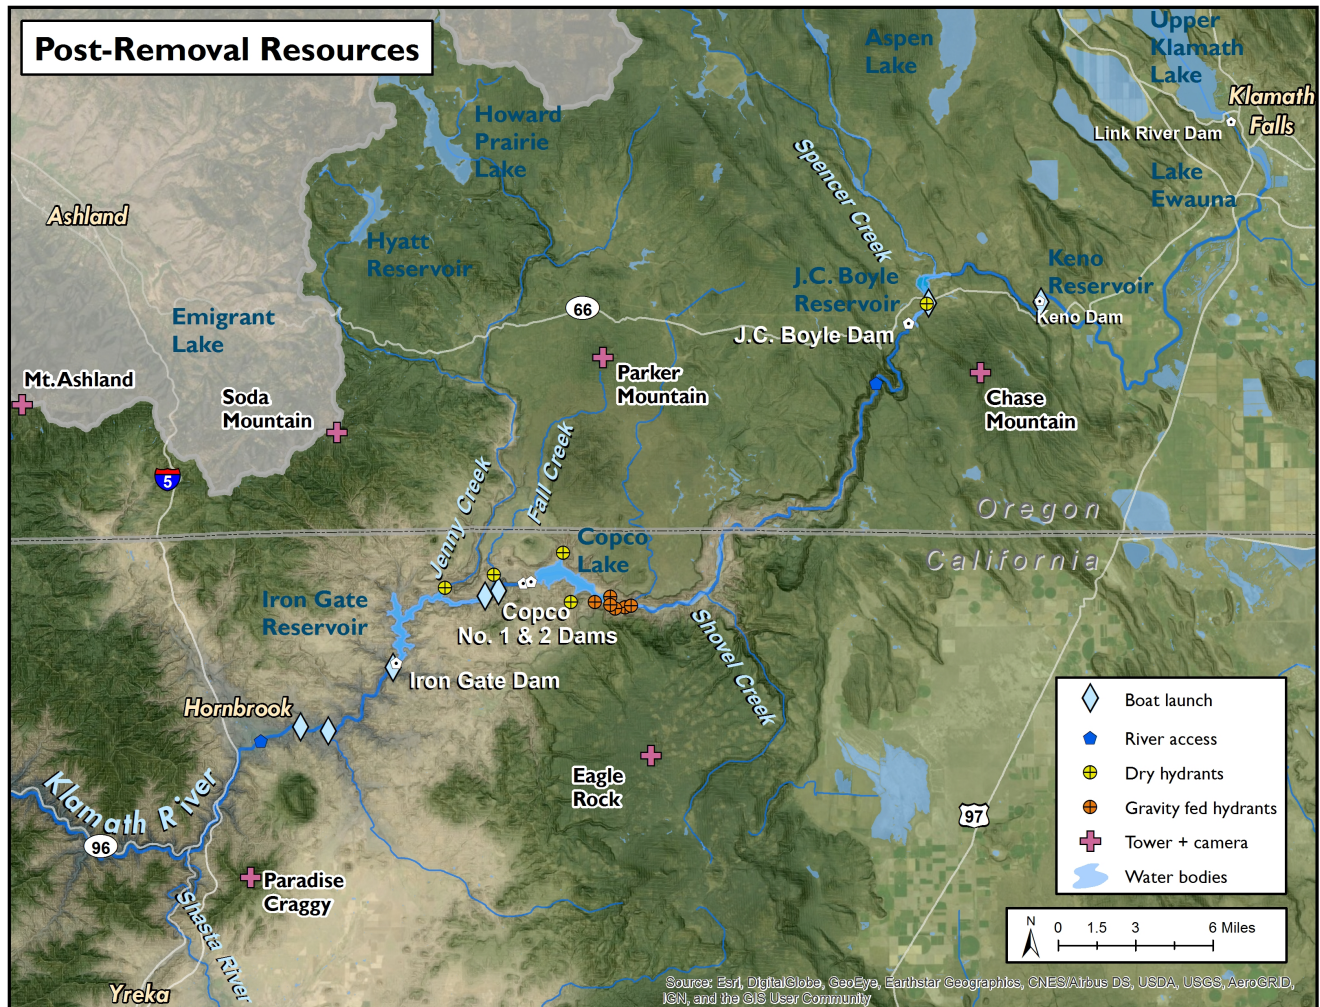 Post-Removal Resources
Upper
Klamath
Lake
Aspen
Lake
Klamath
Falls
Link River Dam
Howard
Prairie
Lake
Spencer Creek
Lake
Ewauna
Ashland
Hyatt
Reservoir
Keno
Reservoir
J.C. Boyle
Reservoir
Keno Dam
Emigrant
Lake
66
J.C. Boyle Dam
Mt. Ashland
Parker
Mountain
Soda
Mountain
Chase
Mountain
5
Jenny Creek
Fall Creek
Oregon
California
Copco
Lake
Iron Gate
Reservoir
Copco
No. 1 & 2 Dams
Shovel Creek
Iron Gate Dam
Hornbrook
Klamath River
Eagle
Rock
96
97
Paradise
Craggy
Shasta River
Yreka
Boat launch
River access
Dry hydrants
Gravity fed hydrants
Tower + camera
Water bodies
N
0 1.5 3 6 Miles
Source: Esri, DigitalGlobe, GeoEye, Earthstar Geographics, CNES/Airbus DS, USDA, USGS, AeroGRID,
IGN, and the GIS User Community